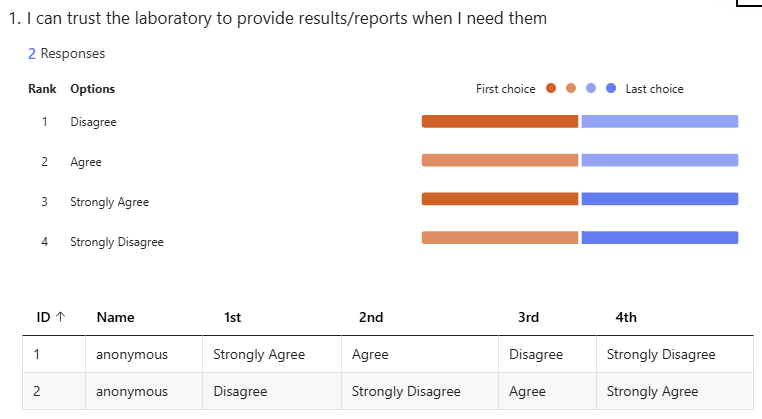 1. I can trust the laboratory to provide results/reports when I need them
2 Responses
Rank Options First choice Last choice
1 Disagree
2 Agree
3 Strongly Agree
4 Strongly Disagree
ID ↑ Name 1st 2nd 3rd 4th
1 anonymous Strongly Agree Agree Disagree Strongly Disagree
2 anonymous Disagree Strongly Disagree Agree Strongly Agree